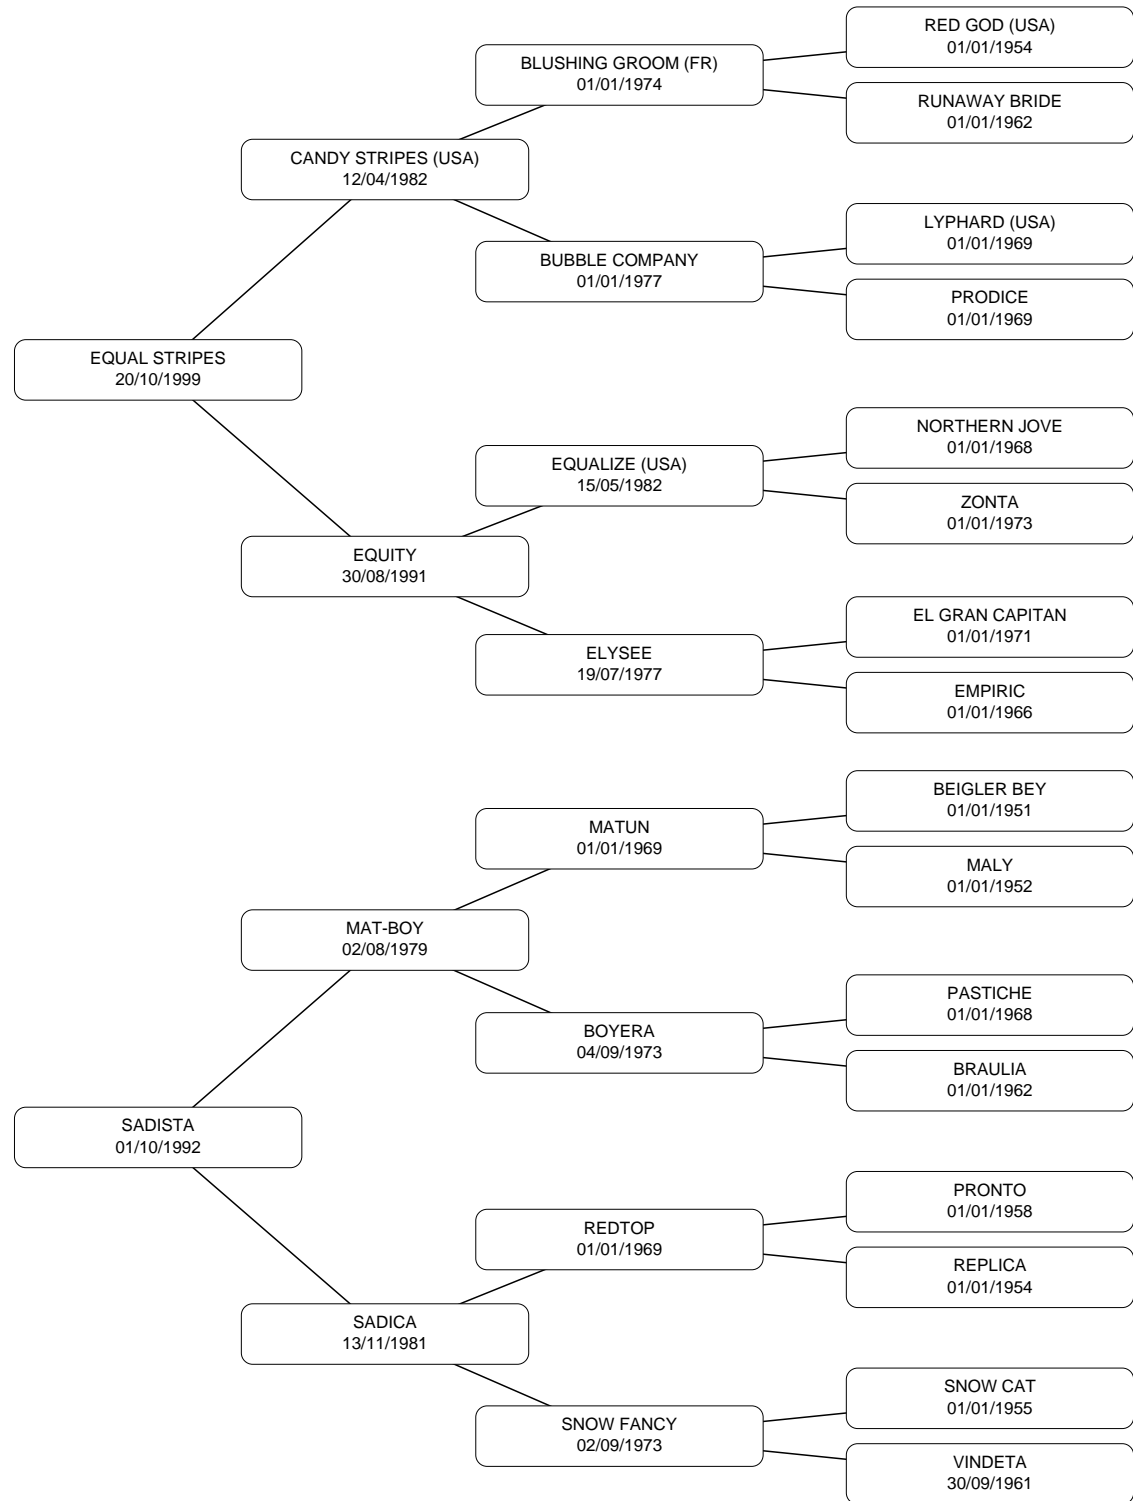 RED GOD (USA)
01/01/1954
BLUSHING GROOM (FR)
01/01/1974
RUNAWAY BRIDE
01/01/1962
CANDY STRIPES (USA)
12/04/1982
LYPHARD (USA)
01/01/1969
BUBBLE COMPANY
01/01/1977
PRODICE
01/01/1969
EQUAL STRIPES
20/10/1999
NORTHERN JOVE
01/01/1968
EQUALIZE (USA)
15/05/1982
ZONTA
01/01/1973
EQUITY
30/08/1991
EL GRAN CAPITAN
01/01/1971
ELYSEE
19/07/1977
EMPIRIC
01/01/1966
BEIGLER BEY
01/01/1951
MATUN
01/01/1969
MALY
01/01/1952
MAT-BOY
02/08/1979
PASTICHE
01/01/1968
BOYERA
04/09/1973
BRAULIA
01/01/1962
SADISTA
01/10/1992
PRONTO
01/01/1958
REDTOP
01/01/1969
REPLICA
01/01/1954
SADICA
13/11/1981
SNOW CAT
01/01/1955
SNOW FANCY
02/09/1973
VINDETA
30/09/1961